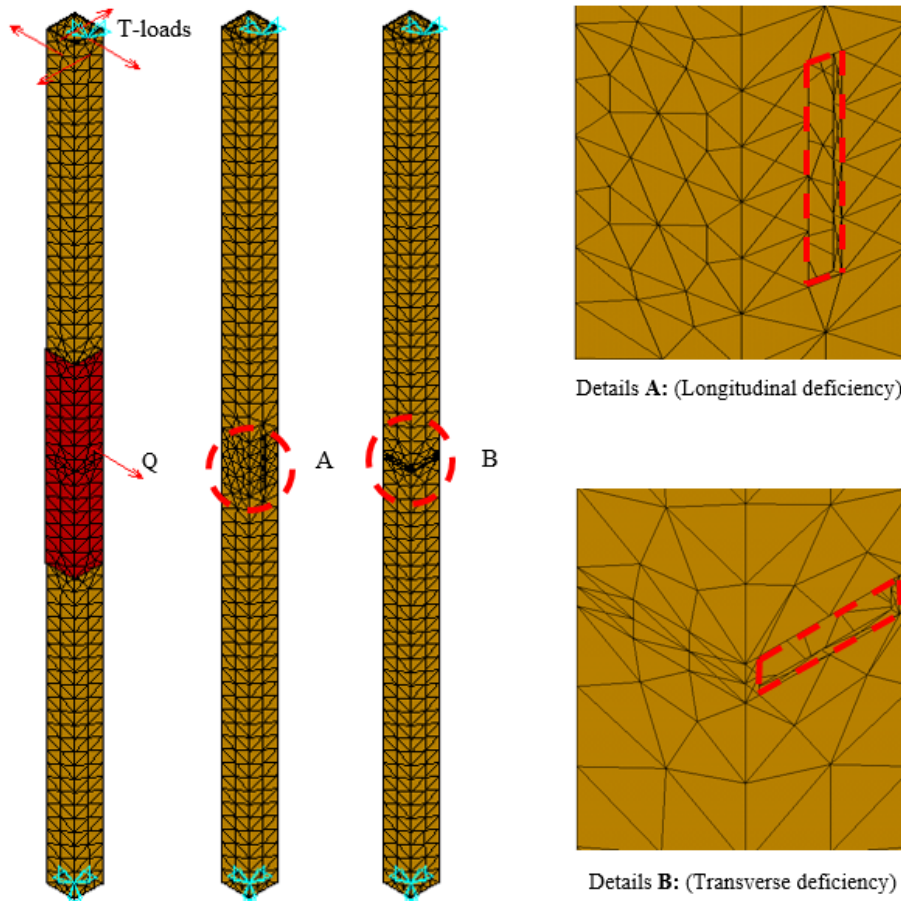 T-loads
Q
A
B
Details A: (Longitudinal deficiency)
Details B: (Transverse deficiency)